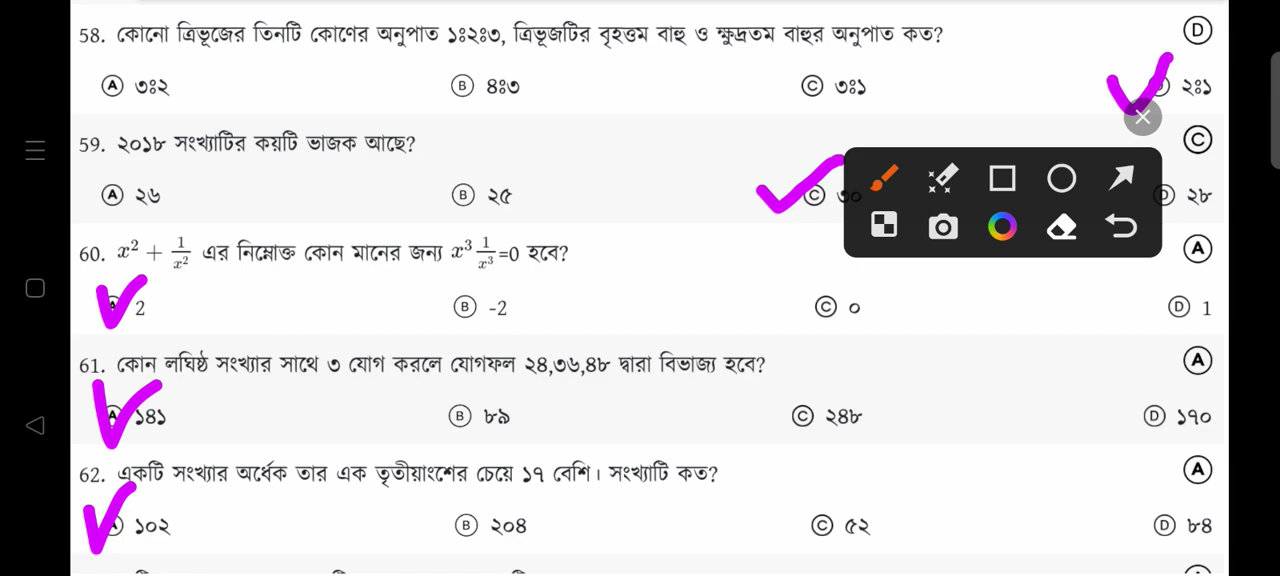 58. কোনো ত্রিভূজের তিনটি কোণের অনুপাত ১ঃ২ঃ৩, ত্রিভূজটির বৃহত্তম বাহু ও ক্ষুদ্রতম বাহুর অনুপাত কত? D
A ৩ঃ২ B ৪ঃ৩ C ৩ঃ১ D ২ঃ১
59. ২০১৮ সংখ্যাটির কয়টি ভাজক আছে? C
A ২৬ B ২৫ C ৩০ D ২৮
60. x² + 1/x² এর নিম্নোক্ত কোন মানের জন্য x³ 1/x³=0 হবে? A
A 2 B -2 C ০ D 1
61. কোন লঘিষ্ঠ সংখ্যার সাথে ৩ যোগ করলে যোগফল ২৪,৩৬,৪৮ দ্বারা বিভাজ্য হবে? A
A ১৪১ B ৮৯ C ২৪৮ D ১৭০
62. একটি সংখ্যার অর্ধেক তার এক তৃতীয়াংশের চেয়ে ১৭ বেশি। সংখ্যাটি কত? A
A ১০২ B ২০৪ C ৫২ D ৮৪